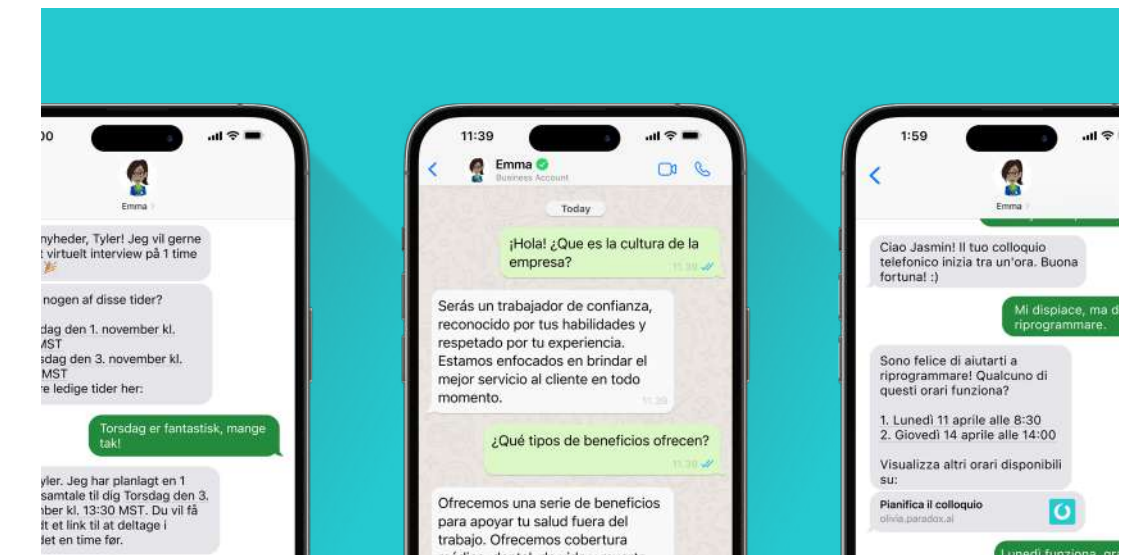 00
Emma
nyheder, Tyler! Jeg vil gerne
t virtuelt interview på 1 time
nogen af disse tider?
dag den 1. november kl.
MST
sdag den 3. november kl.
MST
re ledige tider her:
Torsdag er fantastisk, mange
tak!
yler. Jeg har planlagt en 1
samtale til dig Torsdag den 3.
nber kl. 13:30 MST. Du vil få
dt et link til at deltage i
det en time før.
11:39
Emma
Business Account
Today
¡Hola! ¿Que es la cultura de la
empresa?
11:39
Serás un trabajador de confianza,
reconocido por tus habilidades y
respetado por tu experiencia.
Estamos enfocados en brindar el
mejor servicio al cliente en todo
momento.
11:39
¿Qué tipos de beneficios ofrecen?
11:39
Ofrecemos una serie de beneficios
para apoyar tu salud fuera del
trabajo. Ofrecemos cobertura
1:59
Emma
Ciao Jasmin! Il tuo colloquio
telefonico inizia tra un'ora. Buona
fortuna! :)
Mi dispiace, ma d
riprogrammare.
Sono felice di aiutarti a
riprogrammare! Qualcuno di
questi orari funziona?
1. Lunedì 11 aprile alle 8:30
2. Giovedì 14 aprile alle 14:00
Visualizza altri orari disponibili
su:
Pianifica il colloquio
olivia.paradox.ai
Lunedì funziona, gr